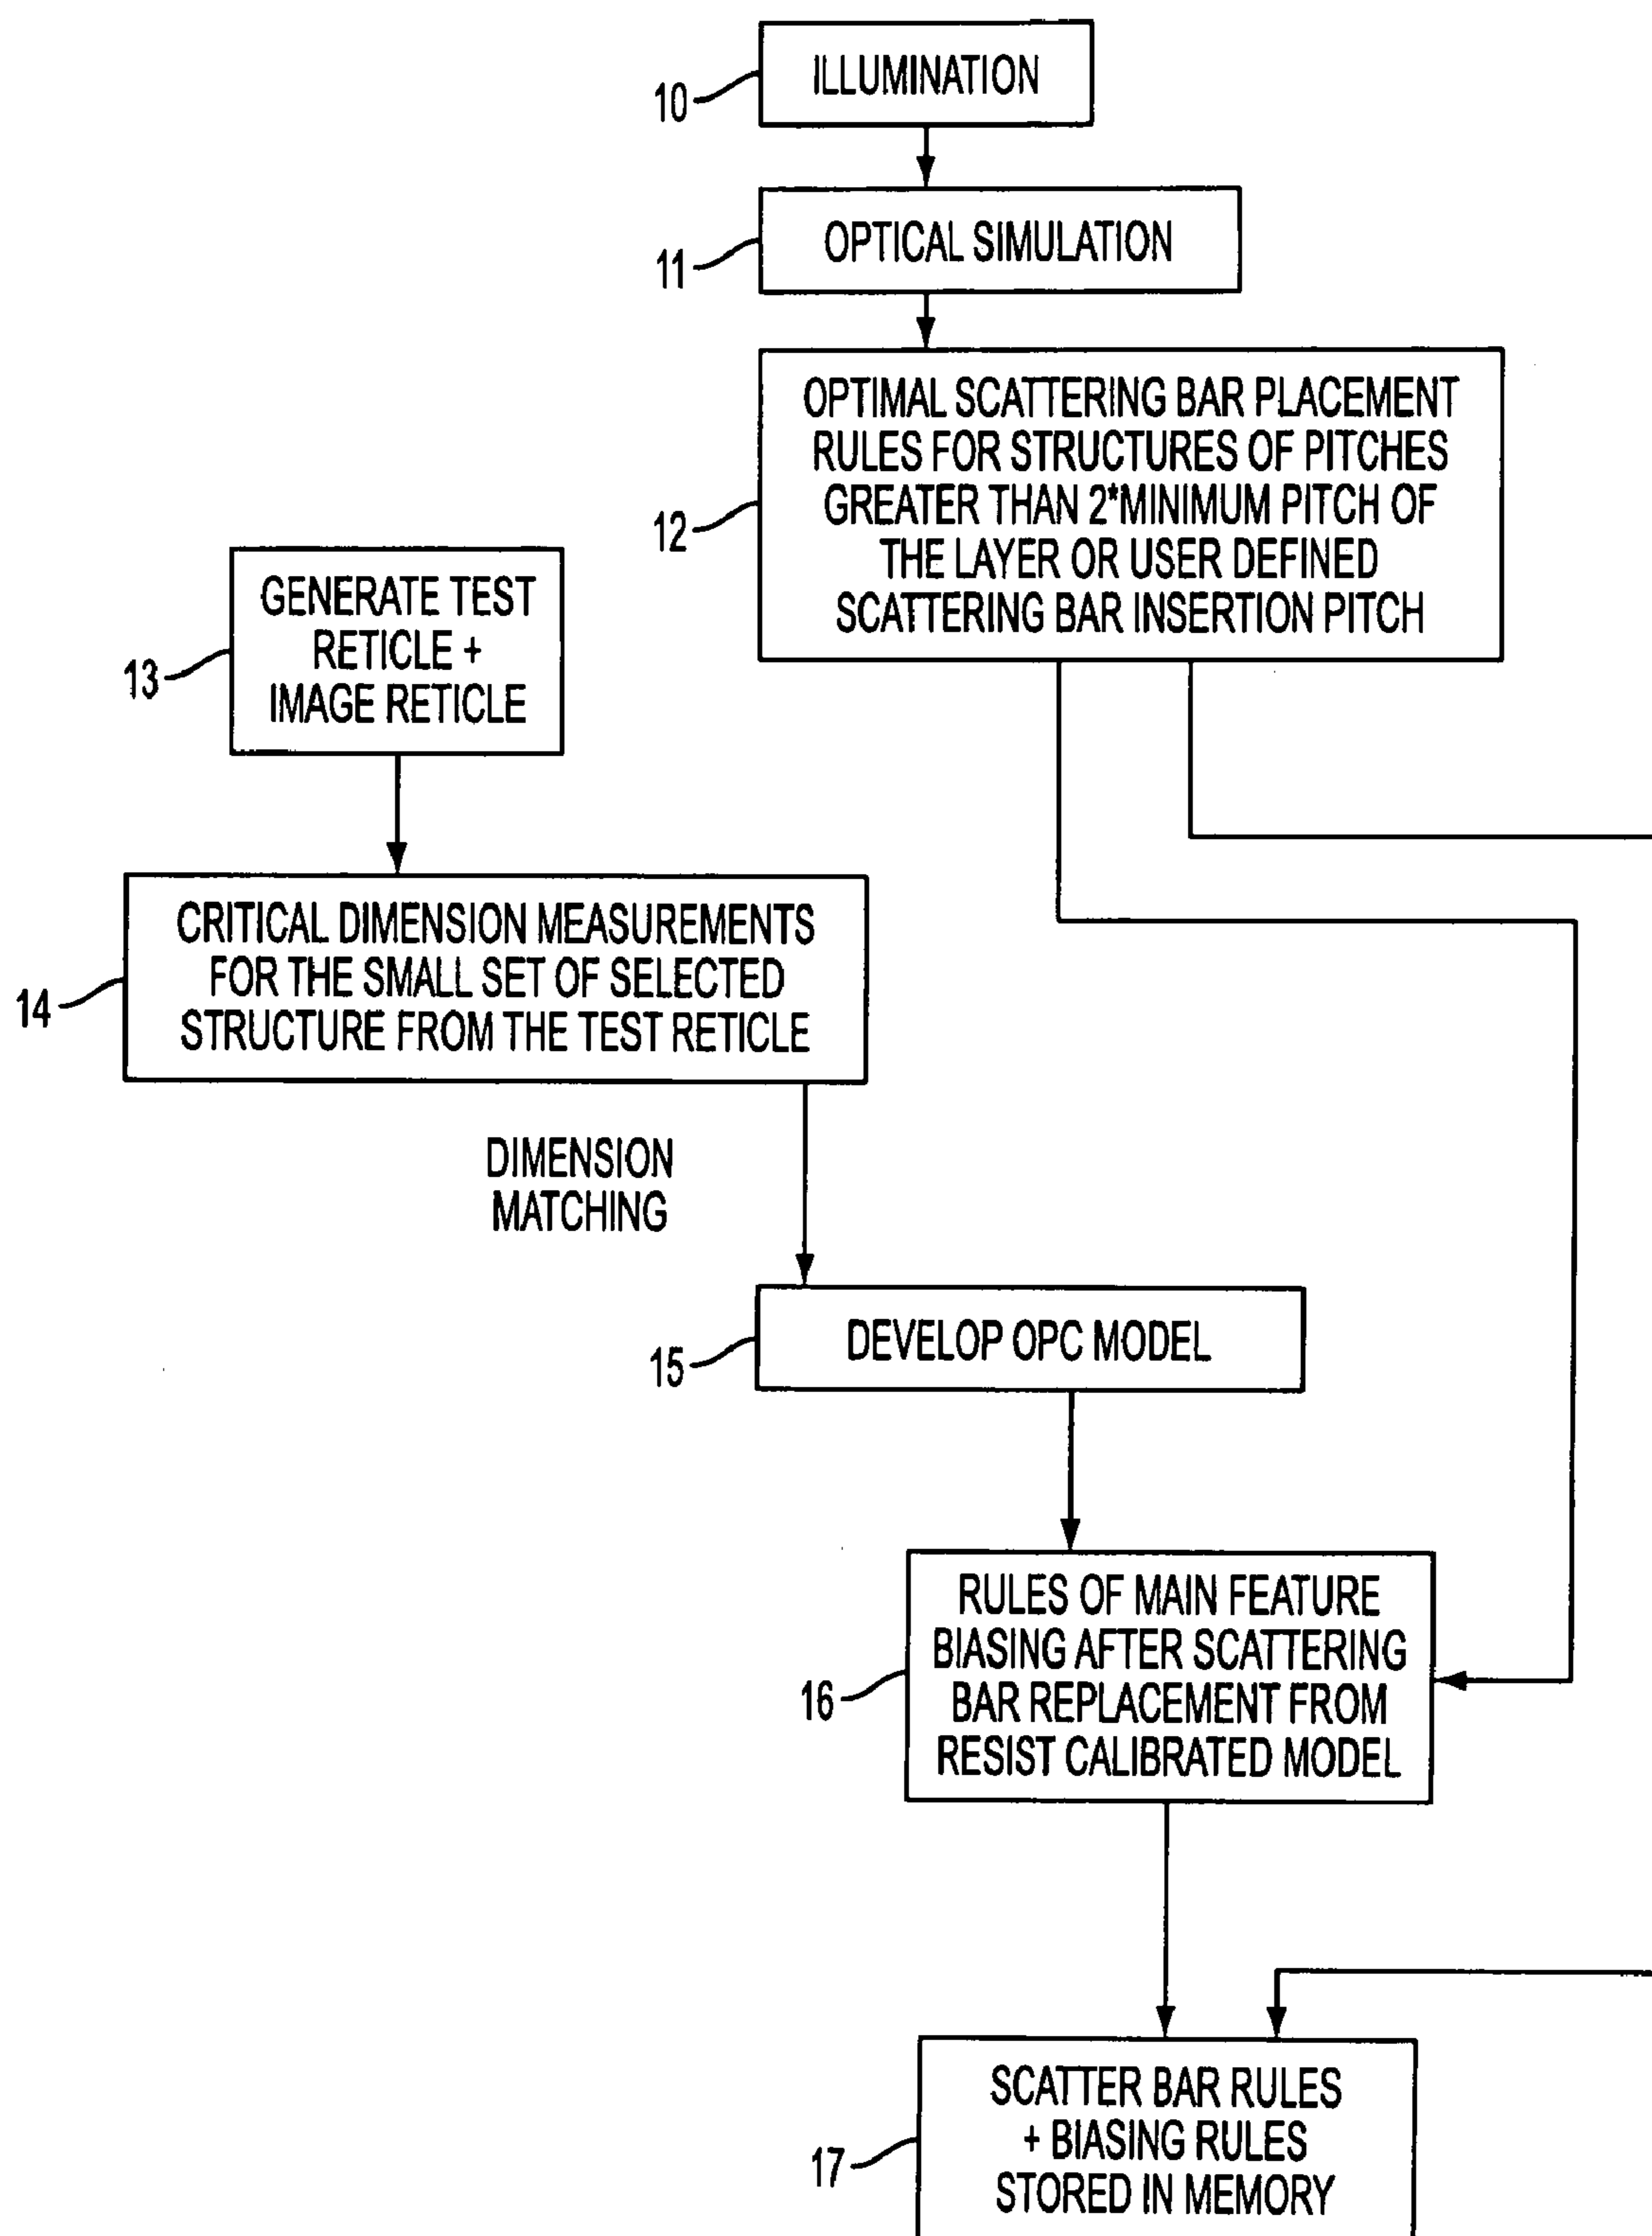 ILLUMINATION
10
OPTICAL SIMULATION
11
OPTIMAL SCATTERING BAR PLACEMENT
RULES FOR STRUCTURES OF PITCHES
GREATER THAN 2*MINIMUM PITCH OF
THE LAYER OR USER DEFINED
SCATTERING BAR INSERTION PITCH
12
GENERATE TEST
RETICLE +
IMAGE RETICLE
13
CRITICAL DIMENSION MEASUREMENTS
FOR THE SMALL SET OF SELECTED
STRUCTURE FROM THE TEST RETICLE
14
DIMENSION
MATCHING
DEVELOP OPC MODEL
15
RULES OF MAIN FEATURE
BIASING AFTER SCATTERING
BAR REPLACEMENT FROM
RESIST CALIBRATED MODEL
16
SCATTER BAR RULES
+ BIASING RULES
STORED IN MEMORY
17